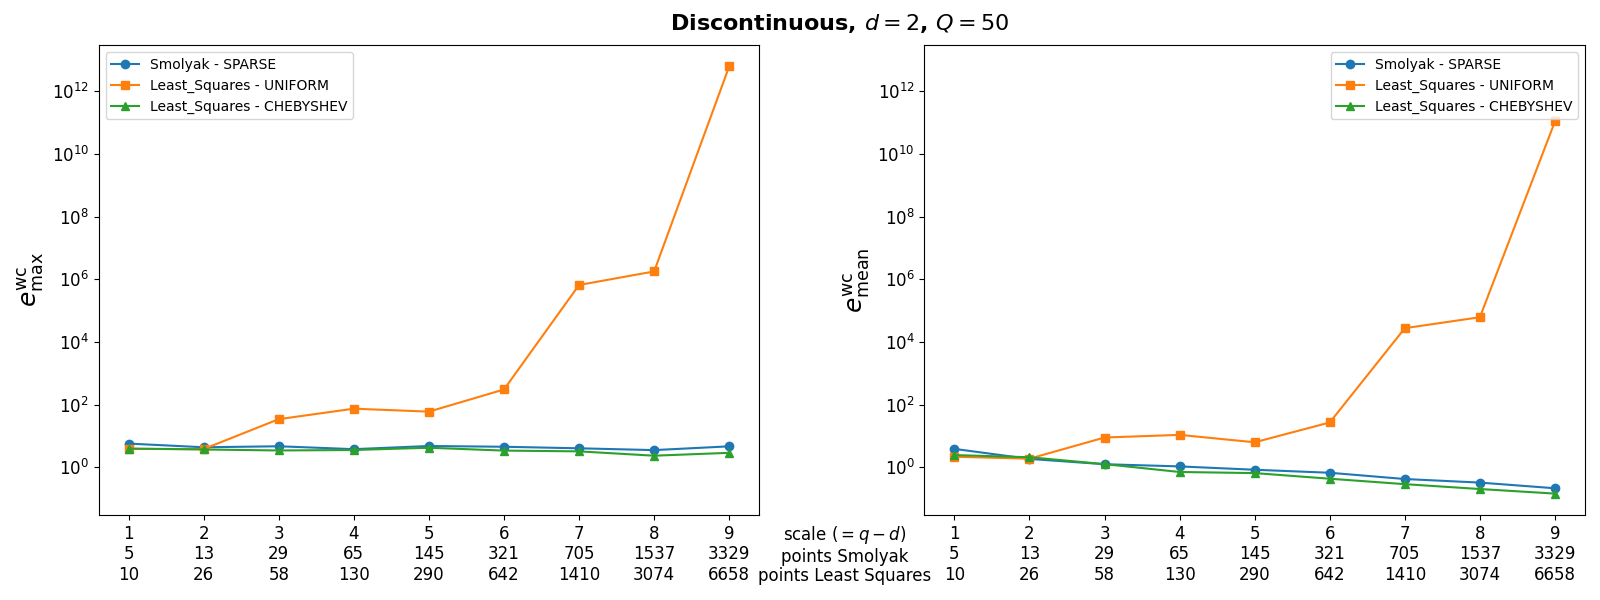 Discontinuous, d = 2, Q = 50
Smolyak - SPARSE
Least_Squares - UNIFORM
Least_Squares - CHEBYSHEV
10^12
10^10
10^8
10^6
10^4
10^2
10^0
e^wc_max
1 2 3 4 5 6 7 8 9
5 13 29 65 145 321 705 1537 3329
10 26 58 130 290 642 1410 3074 6658
scale (= q − d)
points Smolyak
points Least Squares
Smolyak - SPARSE
Least_Squares - UNIFORM
Least_Squares - CHEBYSHEV
10^12
10^10
10^8
10^6
10^4
10^2
10^0
e^wc_mean
1 2 3 4 5 6 7 8 9
5 13 29 65 145 321 705 1537 3329
10 26 58 130 290 642 1410 3074 6658